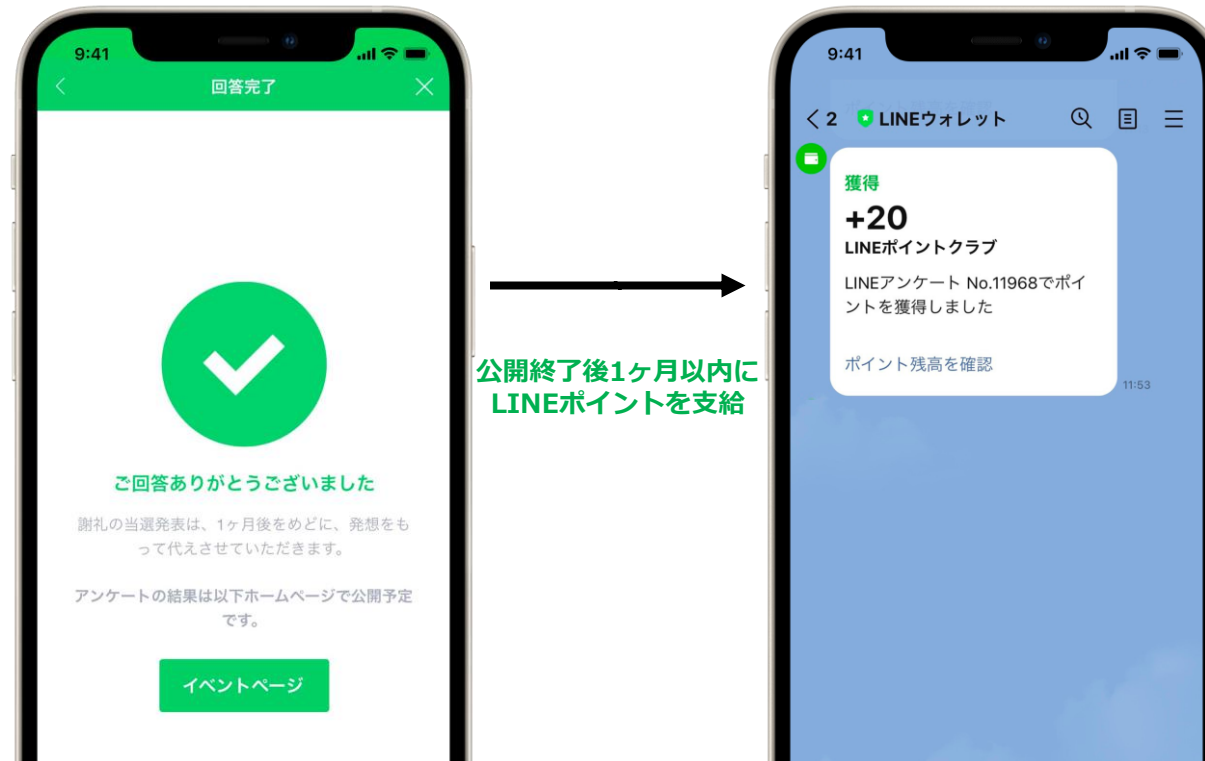 9:41
回答完了
ご回答ありがとうございました
謝礼の当選発表は、1ヶ月後をめどに、発想をも
って代えさせていただきます。
アンケートの結果は以下ホームページで公開予定
です。
イベントページ
公開終了後1ヶ月以内に
LINEポイントを支給
9:41
2 LINEウォレット
獲得
+20
LINEポイントクラブ
LINEアンケート No.11968でポイ
ントを獲得しました
ポイント残高を確認
11:53